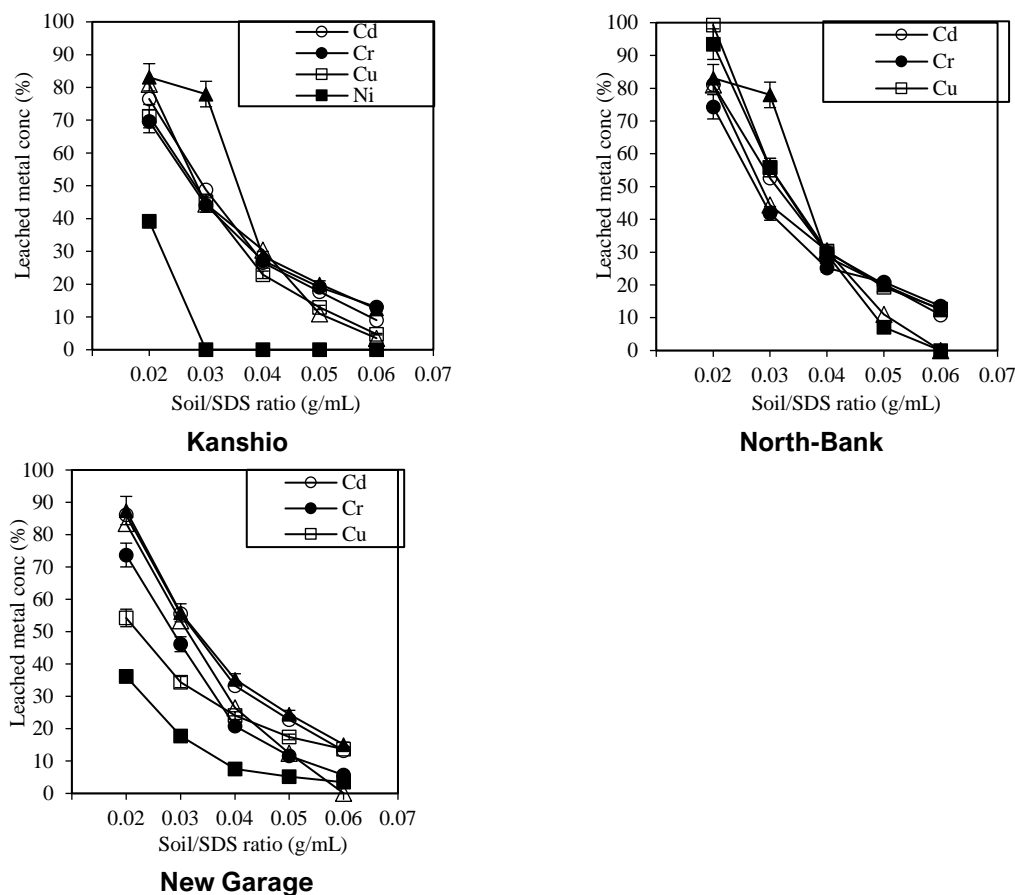 100
90
80
70
60
50
40
30
20
10
0
Leached metal conc (%)
Cd
Cr
Cu
Ni
0.02 0.03 0.04 0.05 0.06 0.07
Soil/SDS ratio (g/mL)
Kanshio
100
90
80
70
60
50
40
30
20
10
0
Leached metal conc (%)
Cd
Cr
Cu
0.02 0.03 0.04 0.05 0.06 0.07
Soil/SDS ratio (g/mL)
North-Bank
100
90
80
70
60
50
40
30
20
10
0
Leached metal conc (%)
Cd
Cr
Cu
0.02 0.03 0.04 0.05 0.06 0.07
Soil/SDS ratio (g/mL)
New Garage